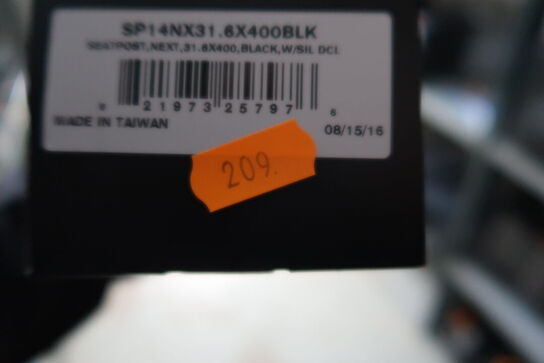 SP14NX31.6X400BLK
SEATPOST,NEXT,31.6X400,BLACK,W/SIL DCL
8 21973 25797 6
MADE IN TAIWAN
08/15/16
209.